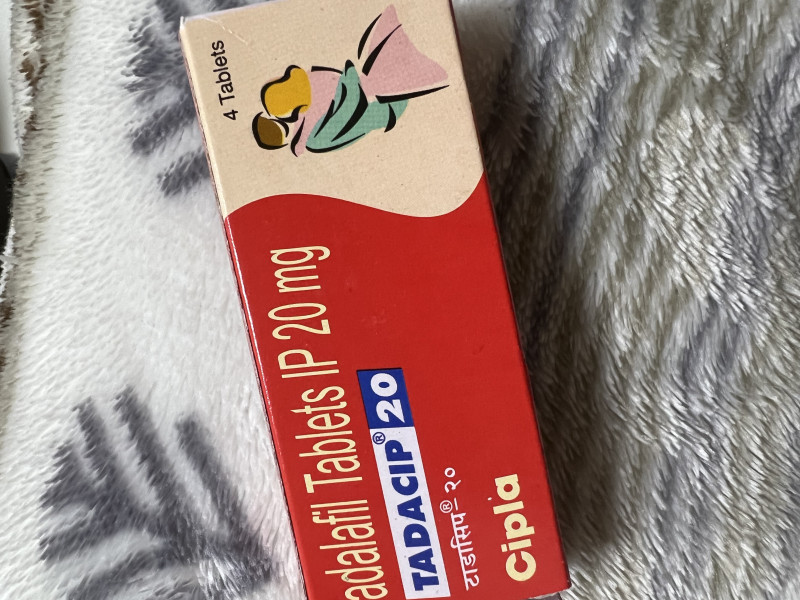 4 Tablets
adalafil Tablets IP 20 mg
TADACIP® 20
टाडासिप®– २०
Cipla